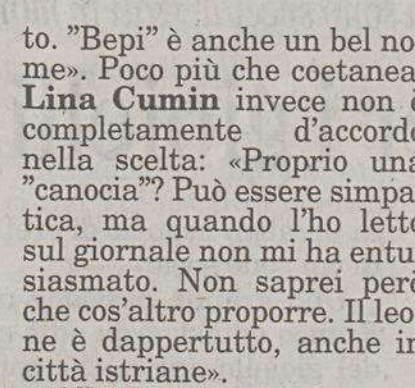 to. "Bepi" è anche un bel no-
me». Poco più che coetanea,
Lina Cumin invece non è
completamente d'accordo
nella scelta: «Proprio una
"canocia"? Può essere simpa-
tica, ma quando l'ho letto
sul giornale non mi ha entu-
siasmato. Non saprei però
che cos'altro proporre. Il leo-
ne è dappertutto, anche in
città istriane».